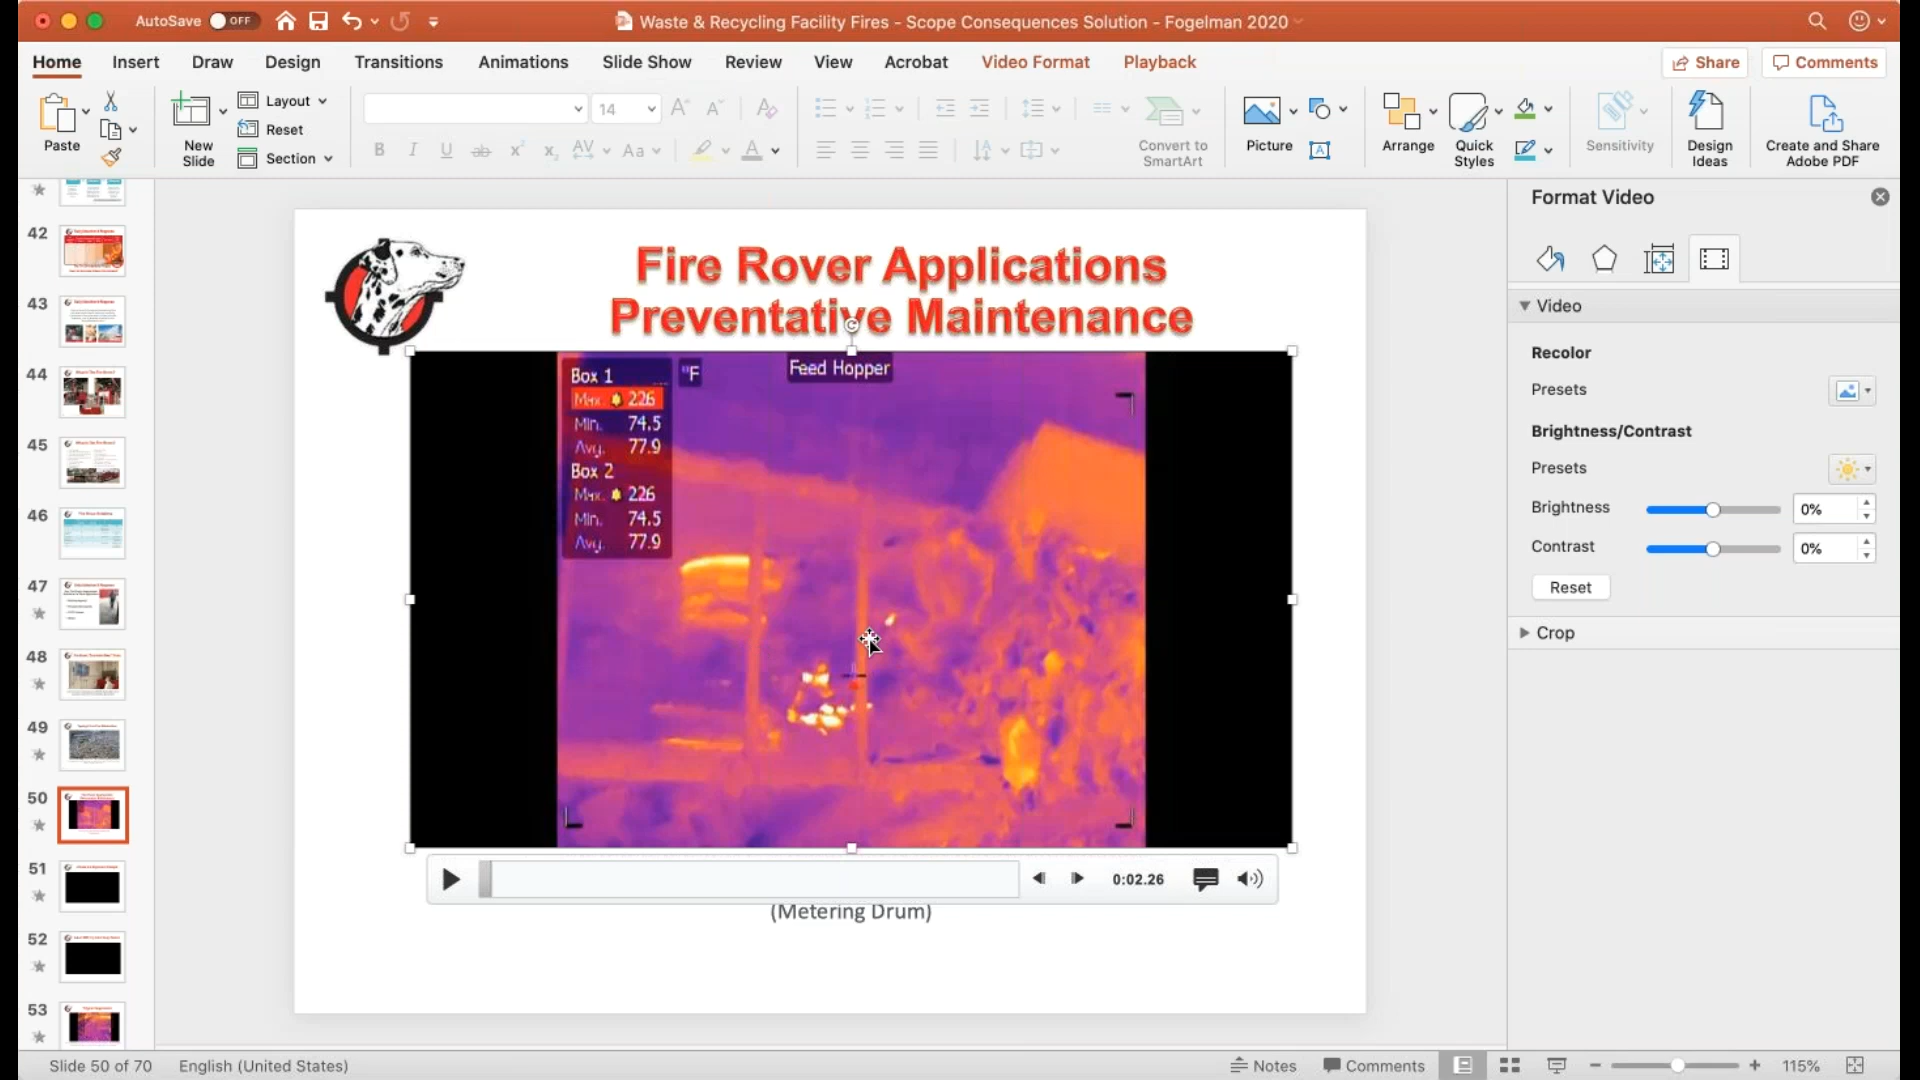 AutoSave OFF
Waste & Recycling Facility Fires - Scope Consequences Solution - Fogelman 2020
Home Insert Draw Design Transitions Animations Slide Show Review View Acrobat Video Format Playback Share Comments
Paste
New Slide
Layout
Reset
Section
14
B I U ab X² X₂ AV Aa A
Convert to SmartArt
Picture
Arrange
Quick Styles
Sensitivity
Design Ideas
Create and Share Adobe PDF
42
43
44
45
46
47
48
49
50
51
52
53
Fire Rover Applications
Preventative Maintenance
Box 1 °F
Max. 226
Min. 74.5
Avg. 77.9
Box 2
Max. 226
Min. 74.5
Avg. 77.9
Feed Hopper
0:02.26
(Metering Drum)
Format Video
Video
Recolor
Presets
Brightness/Contrast
Presets
Brightness 0%
Contrast 0%
Reset
Crop
Slide 50 of 70 English (United States) Notes Comments 115%